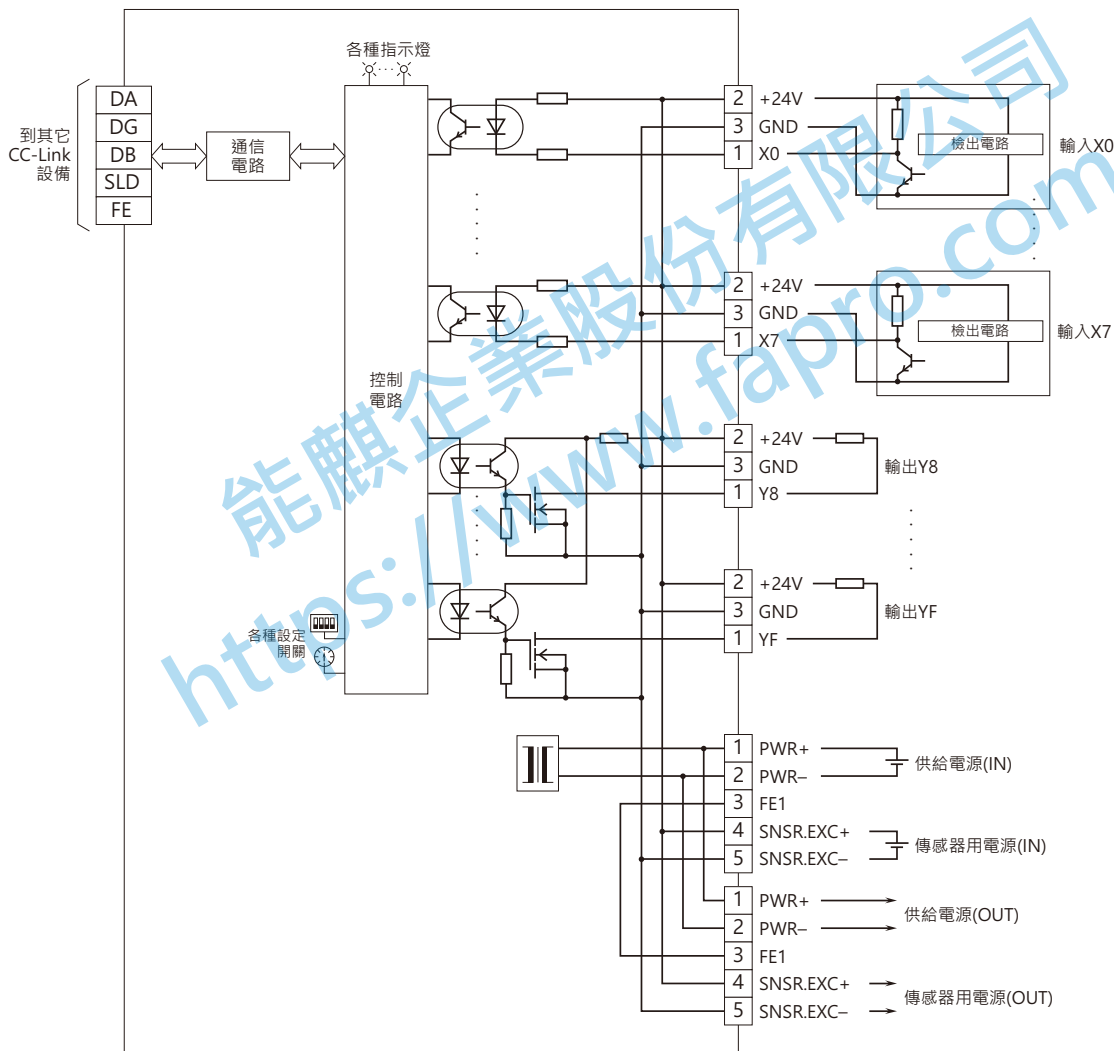 各種指示燈
DA
DG
DB
SLD
FE
到其它
CC-Link
設備
通信
電路
控制
電路
各種設定
開關
2 +24V
3 GND
1 X0
檢出電路
輸入X0
2 +24V
3 GND
1 X7
檢出電路
輸入X7
2 +24V
3 GND
1 Y8
輸出Y8
2 +24V
3 GND
1 YF
輸出YF
1 PWR+
2 PWR–
3 FE1
4 SNSR.EXC+
5 SNSR.EXC–
供給電源(IN)
傳感器用電源(IN)
1 PWR+
2 PWR–
3 FE1
4 SNSR.EXC+
5 SNSR.EXC–
供給電源(OUT)
傳感器用電源(OUT)
能麒企業股份有限公司
https://www.fapro.com